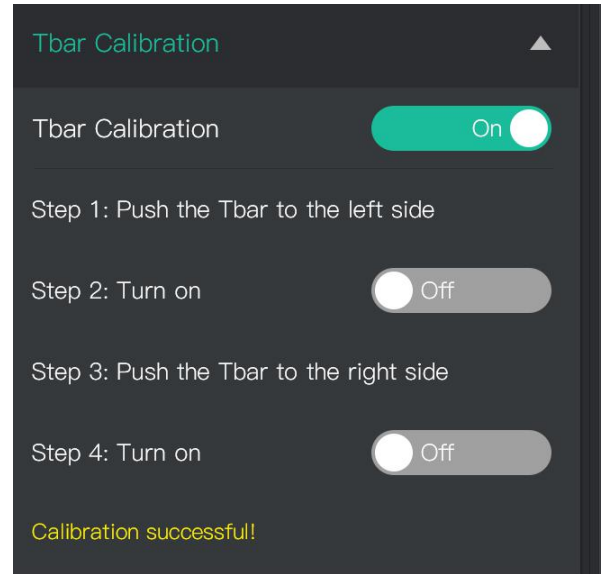 Tbar Calibration
Tbar Calibration On
Step 1: Push the Tbar to the left side
Step 2: Turn on Off
Step 3: Push the Tbar to the right side
Step 4: Turn on Off
Calibration successful!